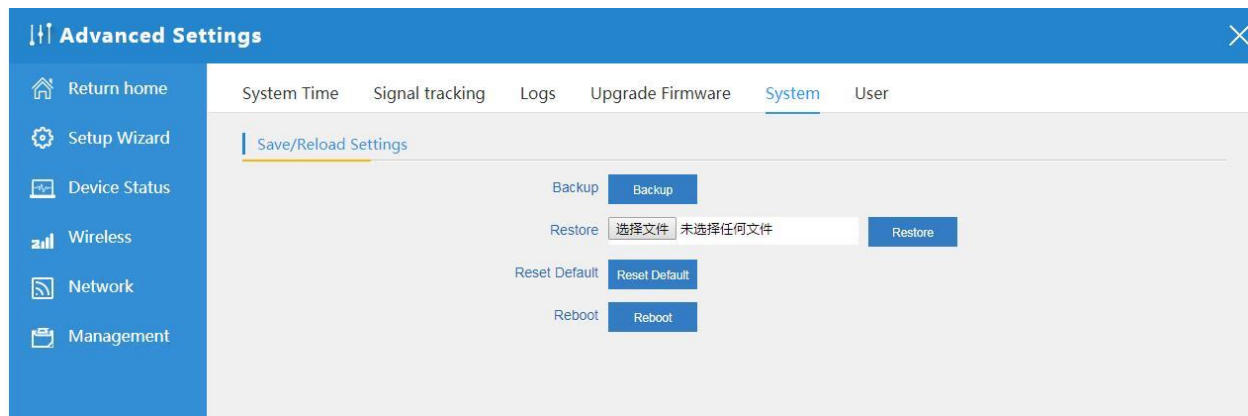 Advanced Settings
Return home
Setup Wizard
Device Status
Wireless
Network
Management
System Time Signal tracking Logs Upgrade Firmware System User
Save/Reload Settings
Backup Backup
Restore 选择文件 未选择任何文件 Restore
Reset Default Reset Default
Reboot Reboot